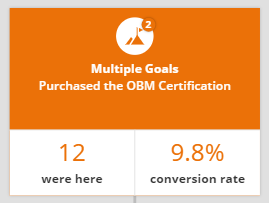 2
Multiple Goals
Purchased the OBM Certification
12
were here
9.8%
conversion rate